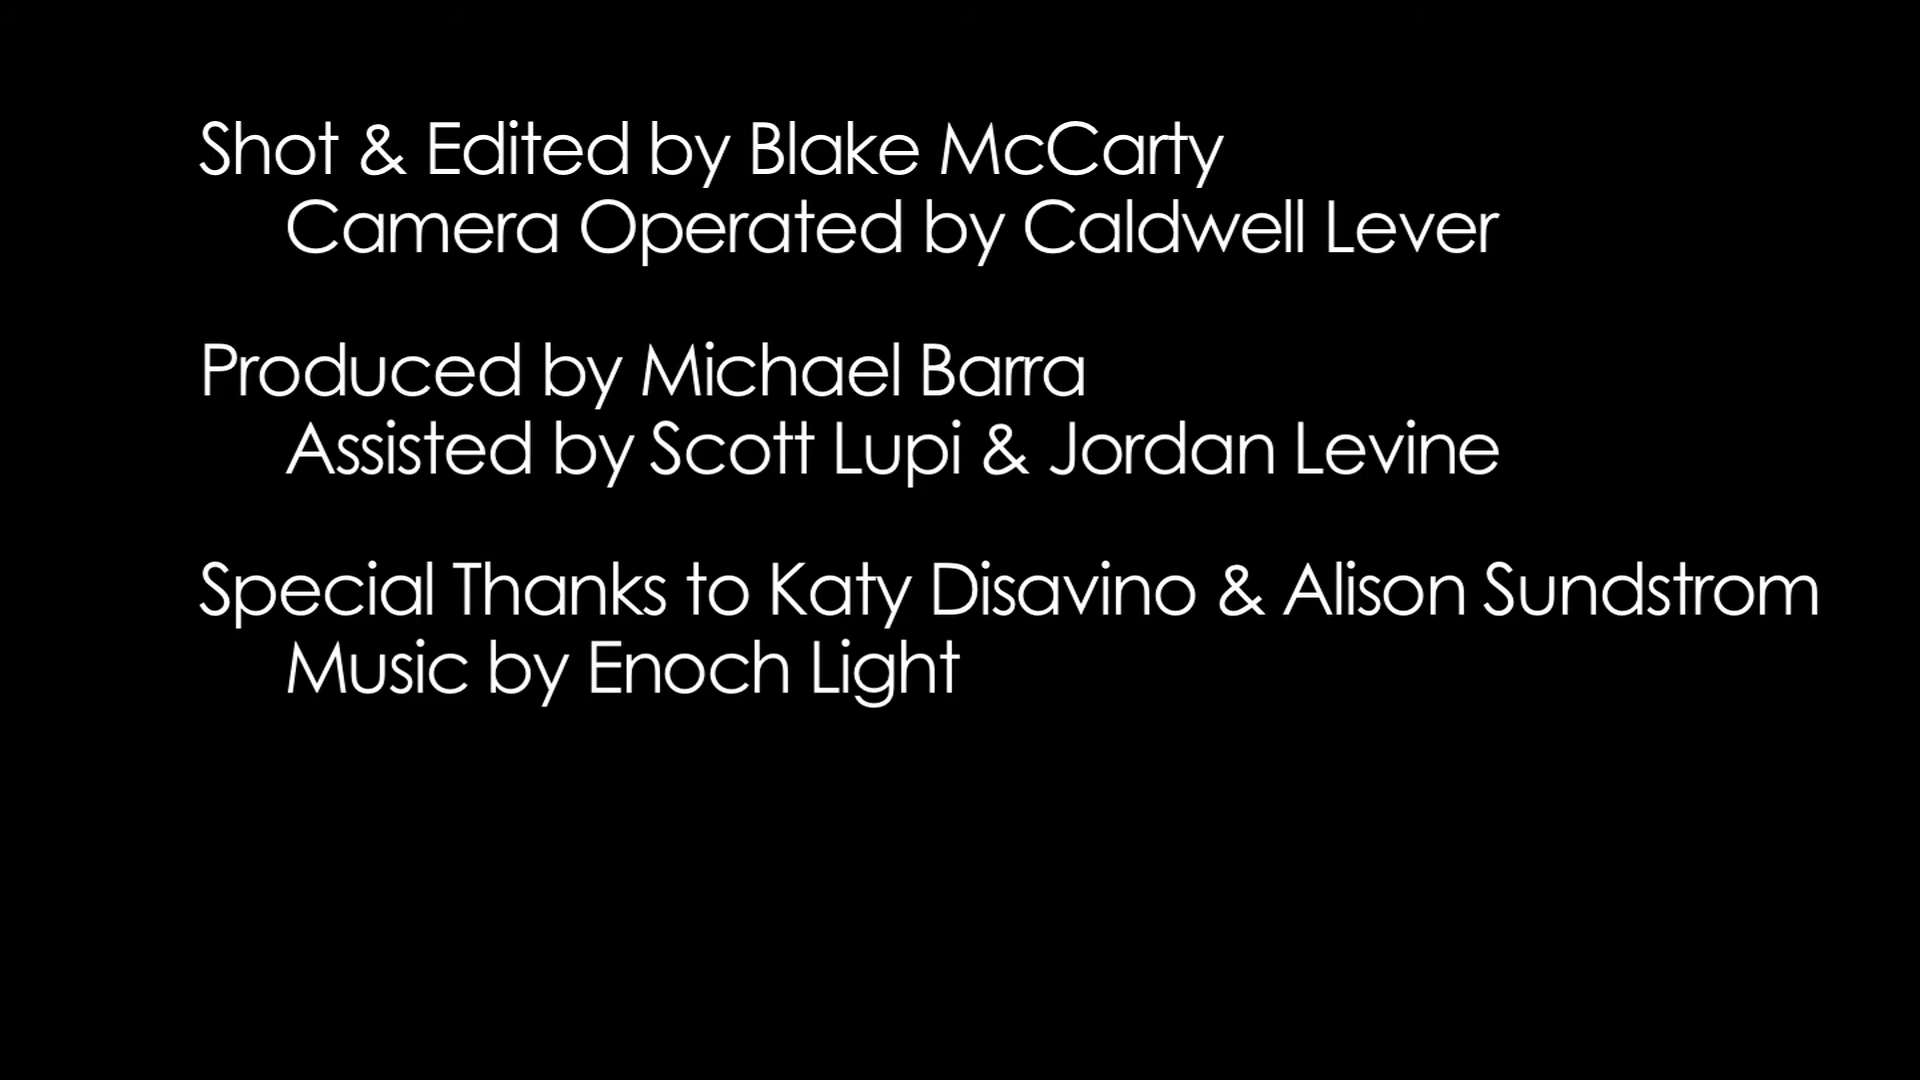 Shot & Edited by Blake McCarty
Camera Operated by Caldwell Lever
Produced by Michael Barra
Assisted by Scott Lupi & Jordan Levine
Special Thanks to Katy Disavino & Alison Sundstrom
Music by Enoch Light